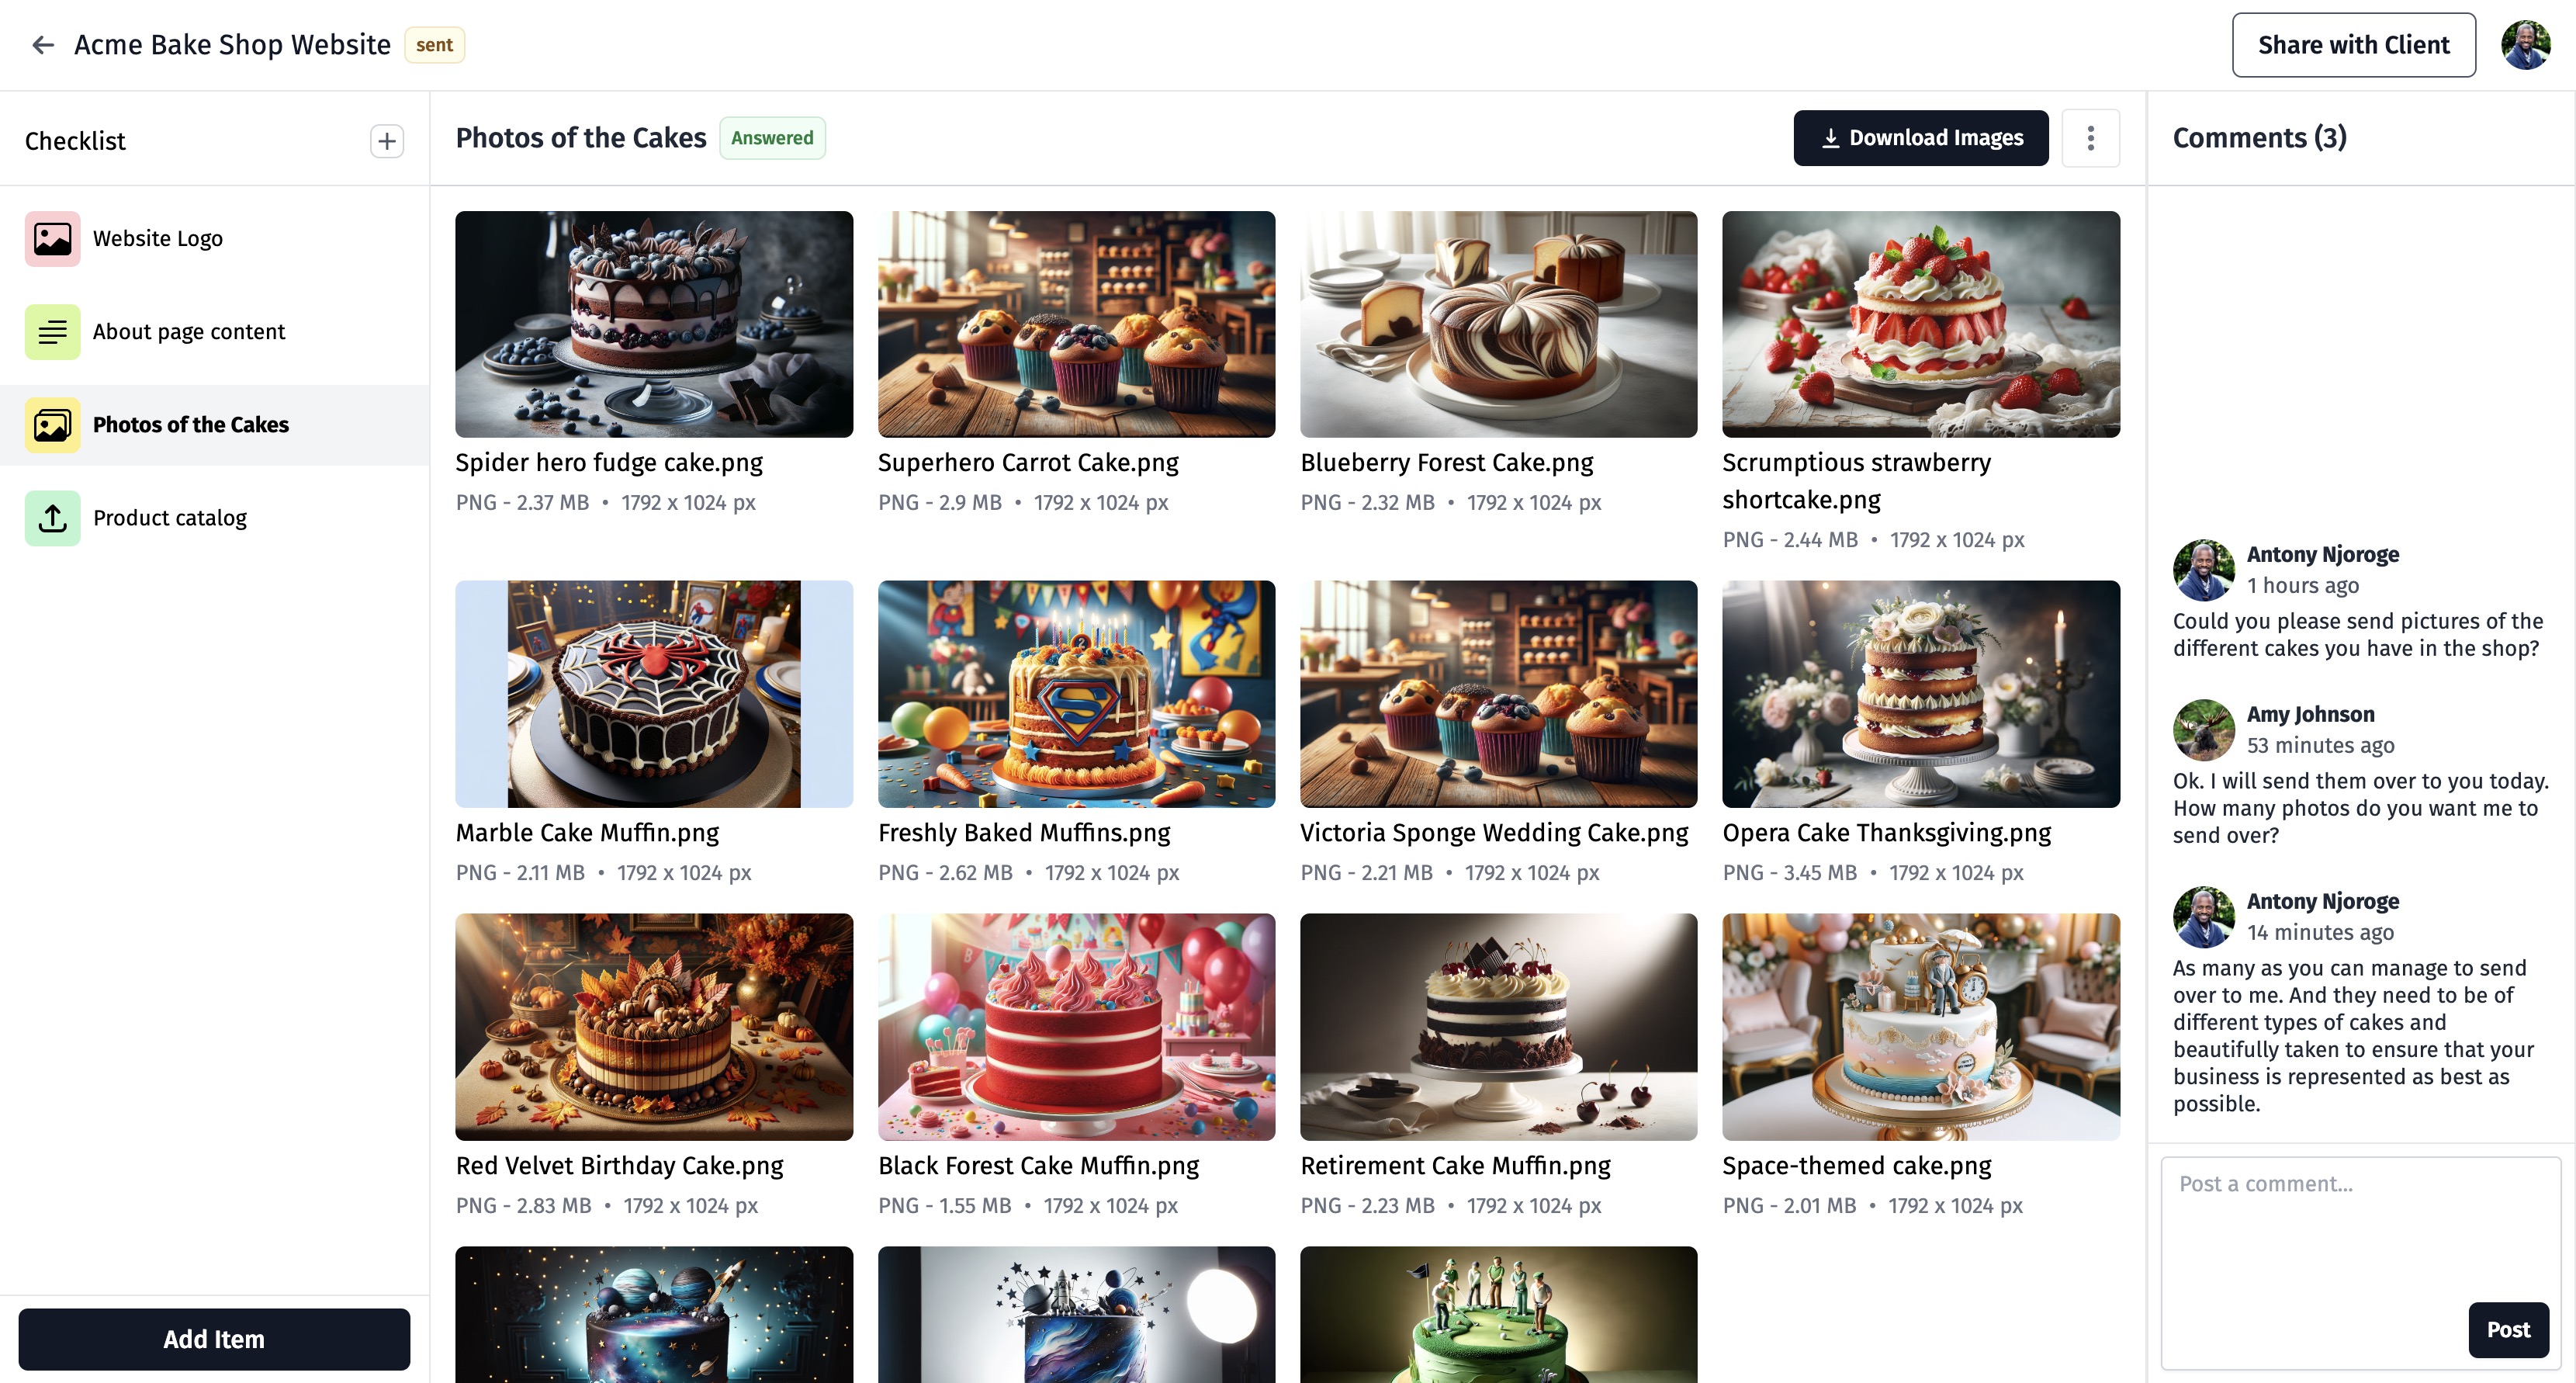 Acme Bake Shop Website
sent
Share with Client
Checklist
Website Logo
About page content
Photos of the Cakes
Product catalog
Add Item
Photos of the Cakes
Answered
Download Images
Spider hero fudge cake.png
PNG - 2.37 MB • 1792 x 1024 px
Superhero Carrot Cake.png
PNG - 2.9 MB • 1792 x 1024 px
Blueberry Forest Cake.png
PNG - 2.32 MB • 1792 x 1024 px
Scrumptious strawberry
shortcake.png
PNG - 2.44 MB • 1792 x 1024 px
Marble Cake Muffin.png
PNG - 2.11 MB • 1792 x 1024 px
Freshly Baked Muffins.png
PNG - 2.62 MB • 1792 x 1024 px
Victoria Sponge Wedding Cake.png
PNG - 2.21 MB • 1792 x 1024 px
Opera Cake Thanksgiving.png
PNG - 3.45 MB • 1792 x 1024 px
Red Velvet Birthday Cake.png
PNG - 2.83 MB • 1792 x 1024 px
Black Forest Cake Muffin.png
PNG - 1.55 MB • 1792 x 1024 px
Retirement Cake Muffin.png
PNG - 2.23 MB • 1792 x 1024 px
Space-themed cake.png
PNG - 2.01 MB • 1792 x 1024 px
Comments (3)
Antony Njoroge
1 hours ago
Could you please send pictures of the
different cakes you have in the shop?
Amy Johnson
53 minutes ago
Ok. I will send them over to you today.
How many photos do you want me to
send over?
Antony Njoroge
14 minutes ago
As many as you can manage to send
over to me. And they need to be of
different types of cakes and
beautifully taken to ensure that your
business is represented as best as
possible.
Post a comment...
Post